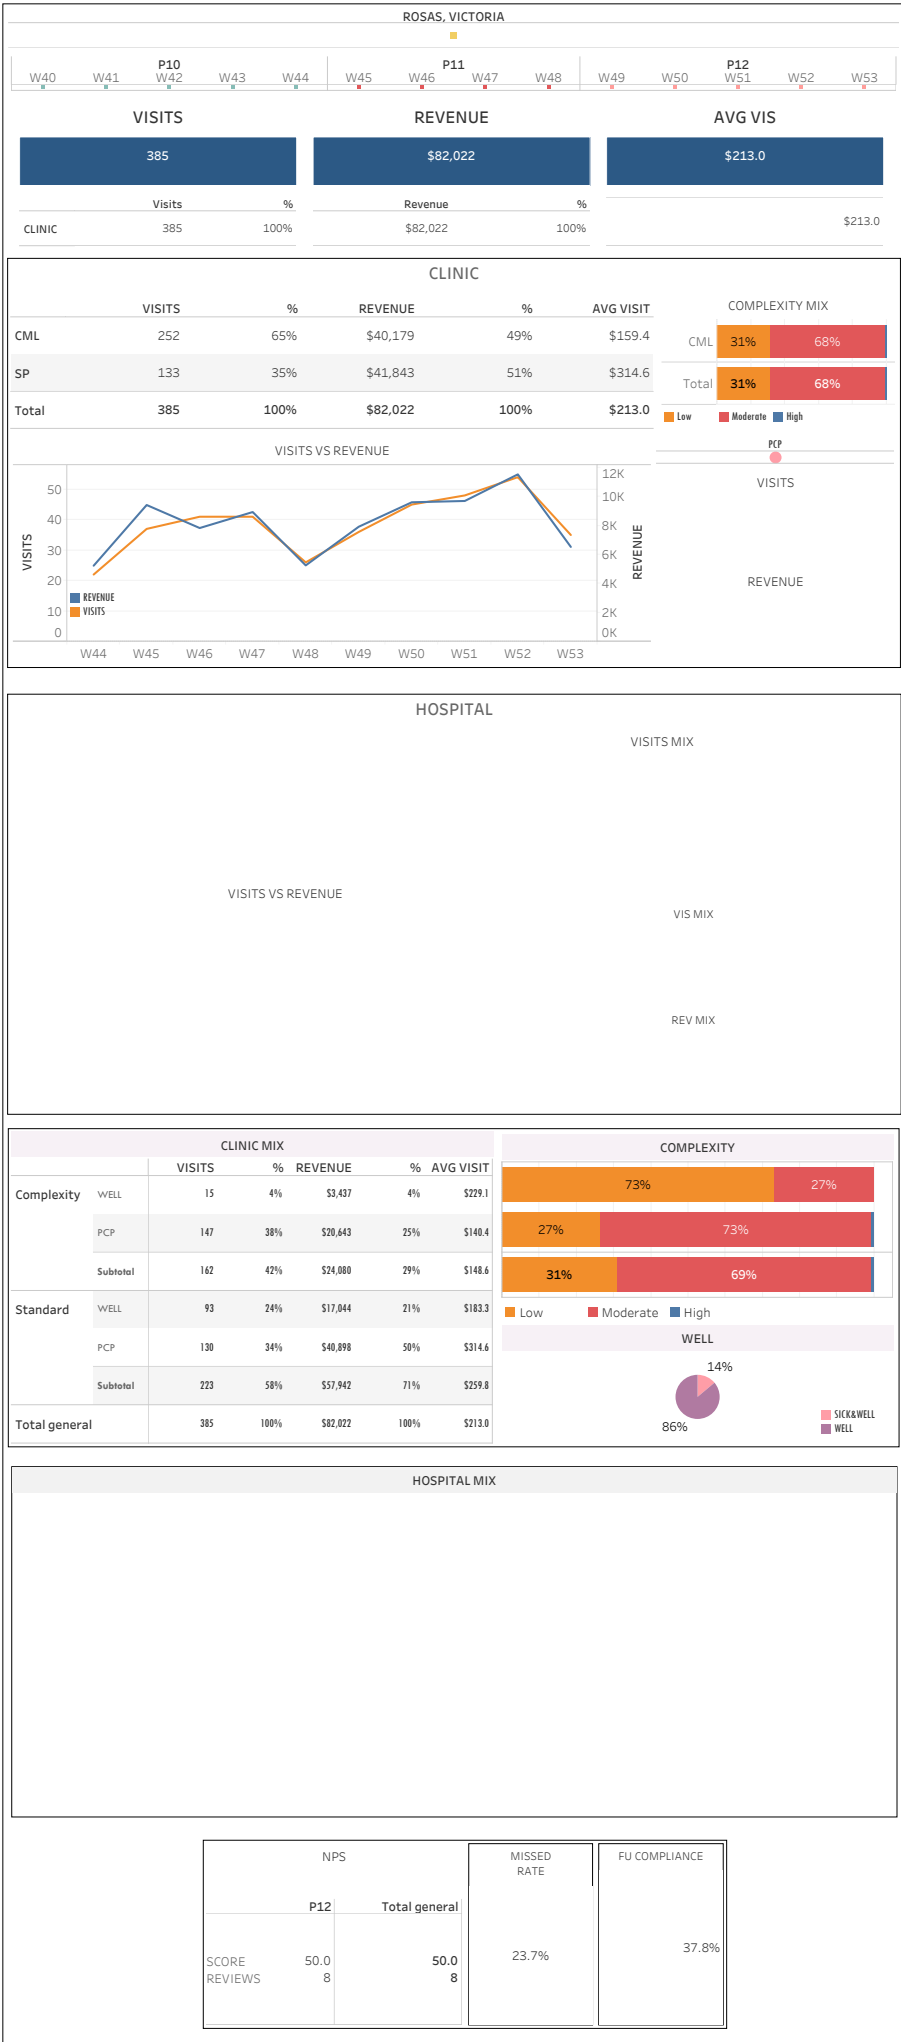 ROSAS, VICTORIA
P10 P11 P12
W40 W41 W42 W43 W44 W45 W46 W47 W48 W49 W50 W51 W52 W53
VISITS REVENUE AVG VIS
385 $82,022 $213.0
Visits % Revenue %
CLINIC 385 100% $82,022 100% $213.0
CLINIC
VISITS % REVENUE % AVG VISIT
CML 252 65% $40,179 49% $159.4
SP 133 35% $41,843 51% $314.6
Total 385 100% $82,022 100% $213.0
COMPLEXITY MIX
CML 31% 68%
Total 31% 68%
Low Moderate High
PCP
VISITS
REVENUE
VISITS VS REVENUE
VISITS
50
40
30
20
10
0
REVENUE
VISITS
12K
10K
8K
6K
4K
2K
0K
REVENUE
W44 W45 W46 W47 W48 W49 W50 W51 W52 W53
HOSPITAL
VISITS MIX
VISITS VS REVENUE
VIS MIX
REV MIX
CLINIC MIX
VISITS % REVENUE % AVG VISIT
Complexity WELL 15 4% $3,437 4% $229.1
PCP 147 38% $20,643 25% $140.4
Subtotal 162 42% $24,080 29% $148.6
Standard WELL 93 24% $17,044 21% $183.3
PCP 130 34% $40,898 50% $314.6
Subtotal 223 58% $57,942 71% $259.8
Total general 385 100% $82,022 100% $213.0
COMPLEXITY
73% 27%
27% 73%
31% 69%
Low Moderate High
WELL
14%
86%
SICK&WELL
WELL
HOSPITAL MIX
NPS
P12 Total general
SCORE 50.0 50.0
REVIEWS 8 8
MISSED
RATE
23.7%
FU COMPLIANCE
37.8%